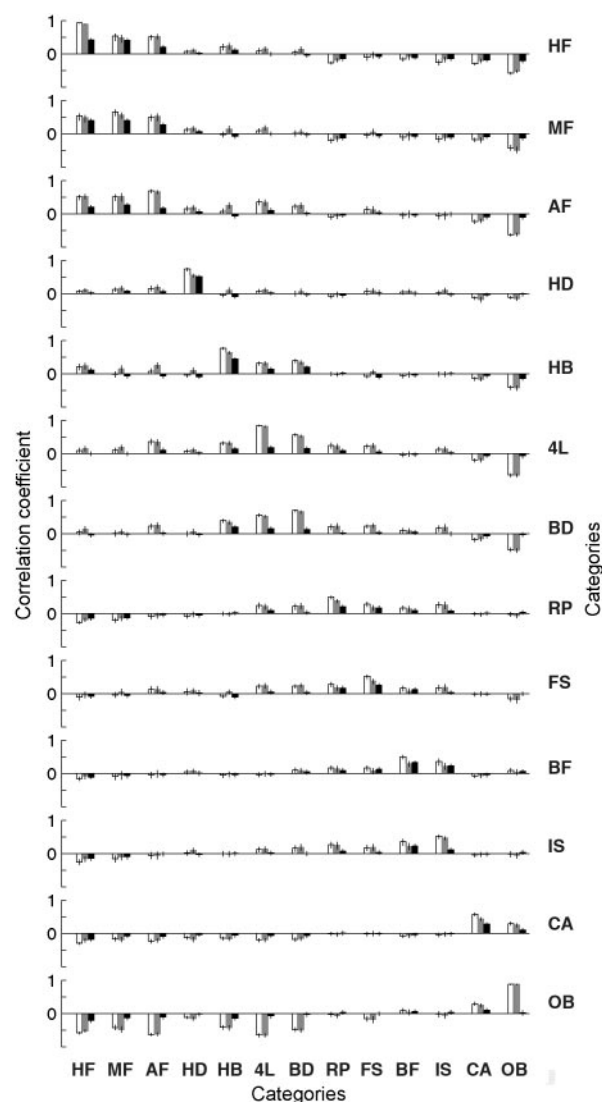 1
0
HF
1
0
MF
1
0
AF
1
0
HD
1
0
HB
1
0
4L
1
0
BD
1
0
RP
1
0
FS
1
0
BF
1
0
IS
1
0
CA
1
0
OB
Correlation coefficient
Categories
HF MF AF HD HB 4L BD RP FS BF IS CA OB
Categories